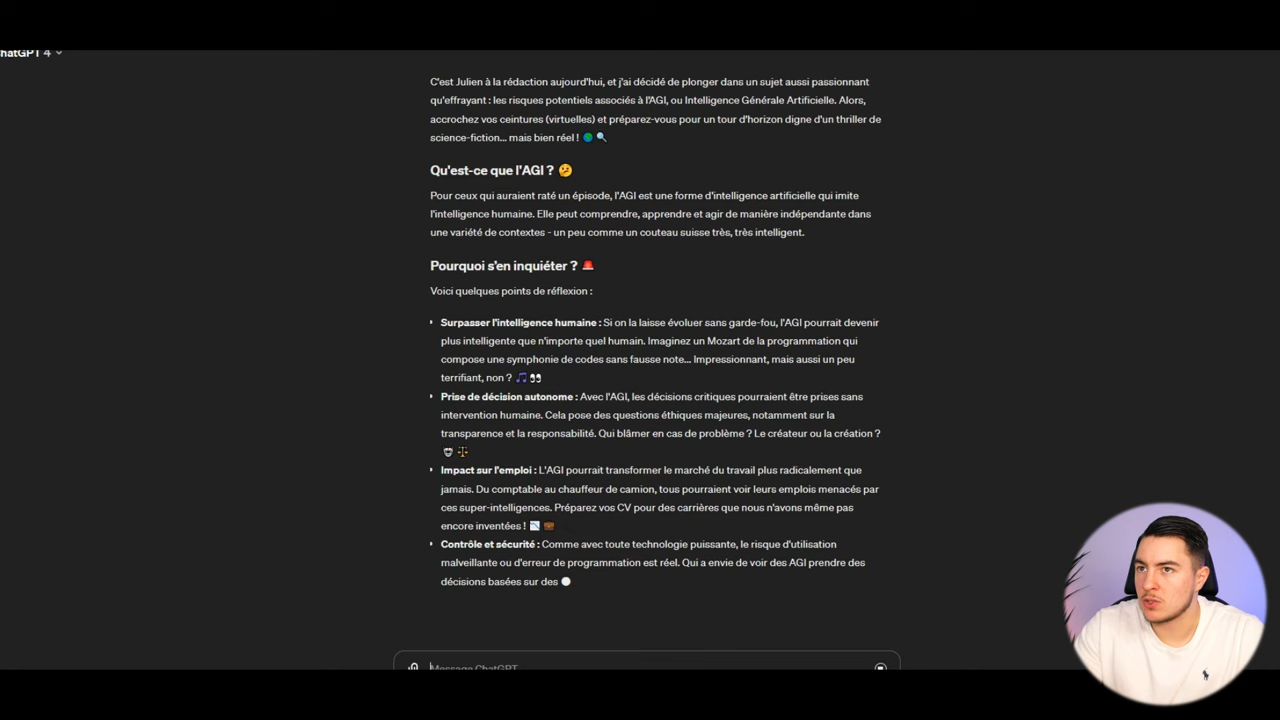 ChatGPT 4
C'est Julien à la rédaction aujourd'hui, et j'ai décidé de plonger dans un sujet aussi passionnant
qu'effrayant : les risques potentiels associés à l'AGI, ou Intelligence Générale Artificielle. Alors,
accrochez vos ceintures (virtuelles) et préparez-vous pour un tour d'horizon digne d'un thriller de
science-fiction... mais bien réel ! 🌍 🔍
Qu'est-ce que l'AGI ? 🤔
Pour ceux qui auraient raté un épisode, l'AGI est une forme d'intelligence artificielle qui imite
l'intelligence humaine. Elle peut comprendre, apprendre et agir de manière indépendante dans
une variété de contextes - un peu comme un couteau suisse très, très intelligent.
Pourquoi s'en inquiéter ? 🚨
Voici quelques points de réflexion :
Surpasser l'intelligence humaine : Si on la laisse évoluer sans garde-fou, l'AGI pourrait devenir
plus intelligente que n'importe quel humain. Imaginez un Mozart de la programmation qui
compose une symphonie de codes sans fausse note... Impressionnant, mais aussi un peu
terrifiant, non ? 🎵👀
Prise de décision autonome : Avec l'AGI, les décisions critiques pourraient être prises sans
intervention humaine. Cela pose des questions éthiques majeures, notamment sur la
transparence et la responsabilité. Qui blâmer en cas de problème ? Le créateur ou la création ?
🤖 ⚖️
Impact sur l'emploi : L'AGI pourrait transformer le marché du travail plus radicalement que
jamais. Du comptable au chauffeur de camion, tous pourraient voir leurs emplois menacés par
ces super-intelligences. Préparez vos CV pour des carrières que nous n'avons même pas
encore inventées ! 📉 💼
Contrôle et sécurité : Comme avec toute technologie puissante, le risque d'utilisation
malveillante ou d'erreur de programmation est réel. Qui a envie de voir des AGI prendre des
décisions basées sur des
Message ChatGPT